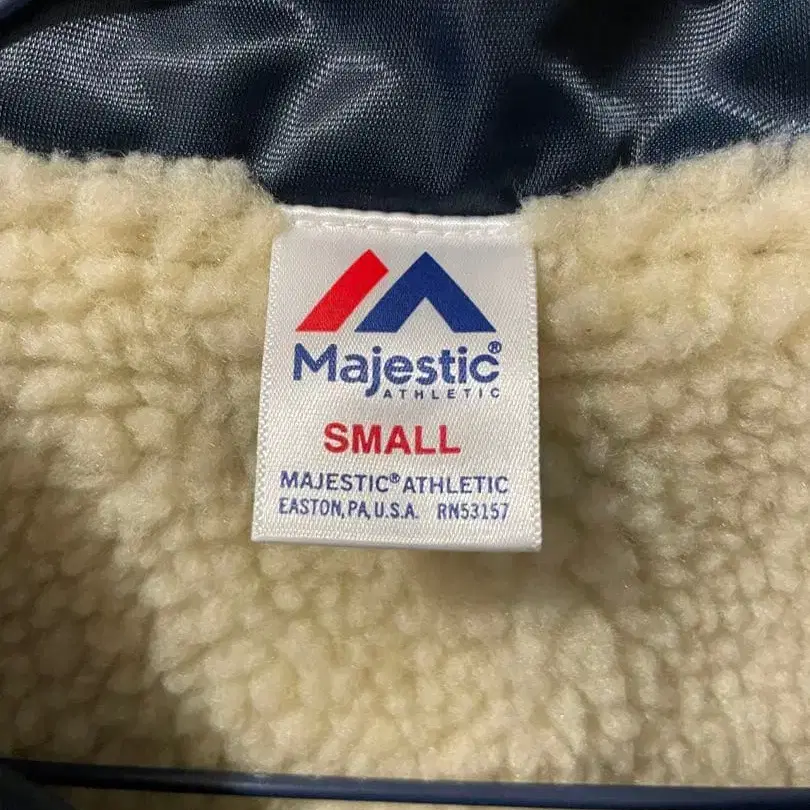 Majestic®
ATHLETIC
SMALL
MAJESTIC® ATHLETIC
EASTON, PA, U.S.A. RN53157